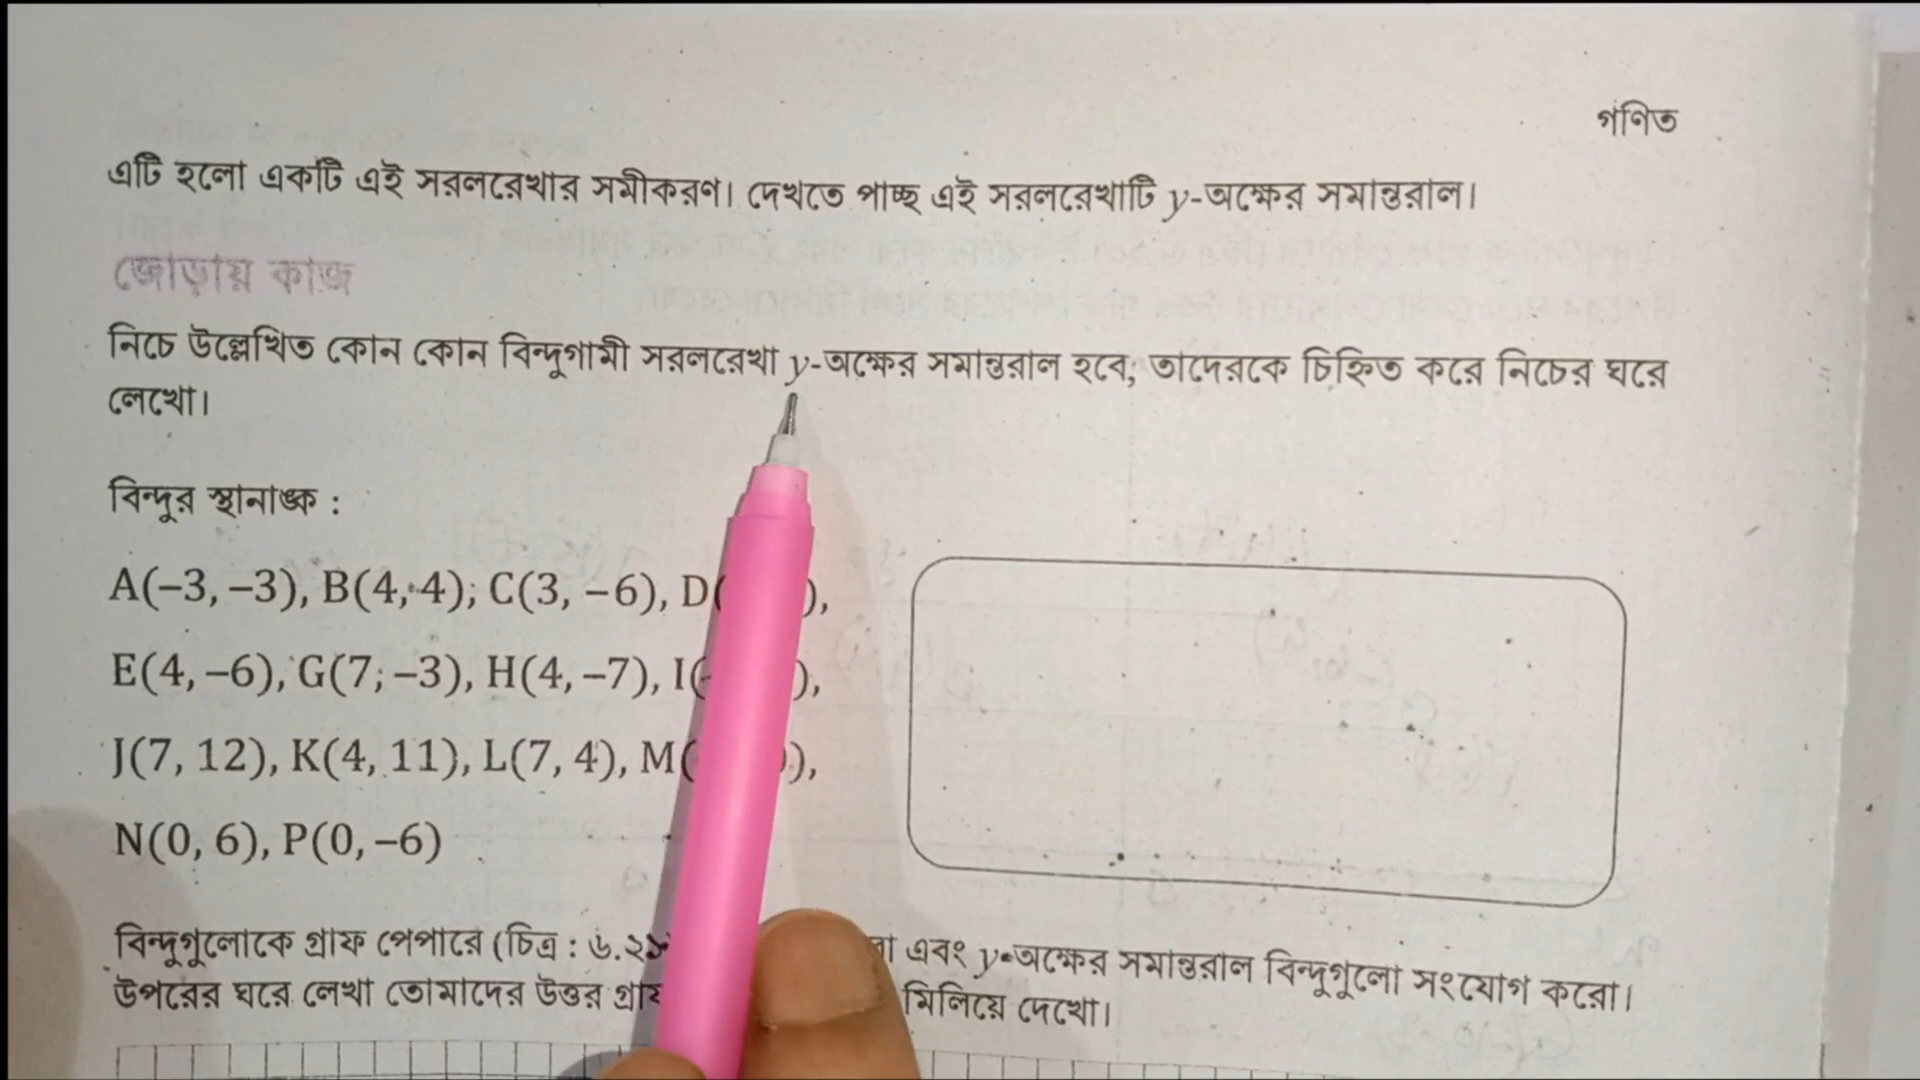 গণিত
এটি হলো একটি এই সরলরেখার সমীকরণ। দেখতে পাচ্ছ এই সরলরেখাটি y-অক্ষের সমান্তরাল।
জোড়ায় কাজ
নিচে উল্লেখিত কোন কোন বিন্দুগামী সরলরেখা y-অক্ষের সমান্তরাল হবে, তাদেরকে চিহ্নিত করে নিচের ঘরে
লেখো।
বিন্দুর স্থানাঙ্ক :
A(–3, –3), B(4, 4), C(3, –6), D( ),
E(4, –6), G(7, –3), H(4, –7), I( ),
J(7, 12), K(4, 11), L(7, 4), M( ),
N(0, 6), P(0, –6)
বিন্দুগুলোকে গ্রাফ পেপারে (চিত্র : এবং y-অক্ষের সমান্তরাল বিন্দুগুলো সংযোগ করো।
উপরের ঘরে লেখা তোমাদের উত্তর মিলিয়ে দেখো।